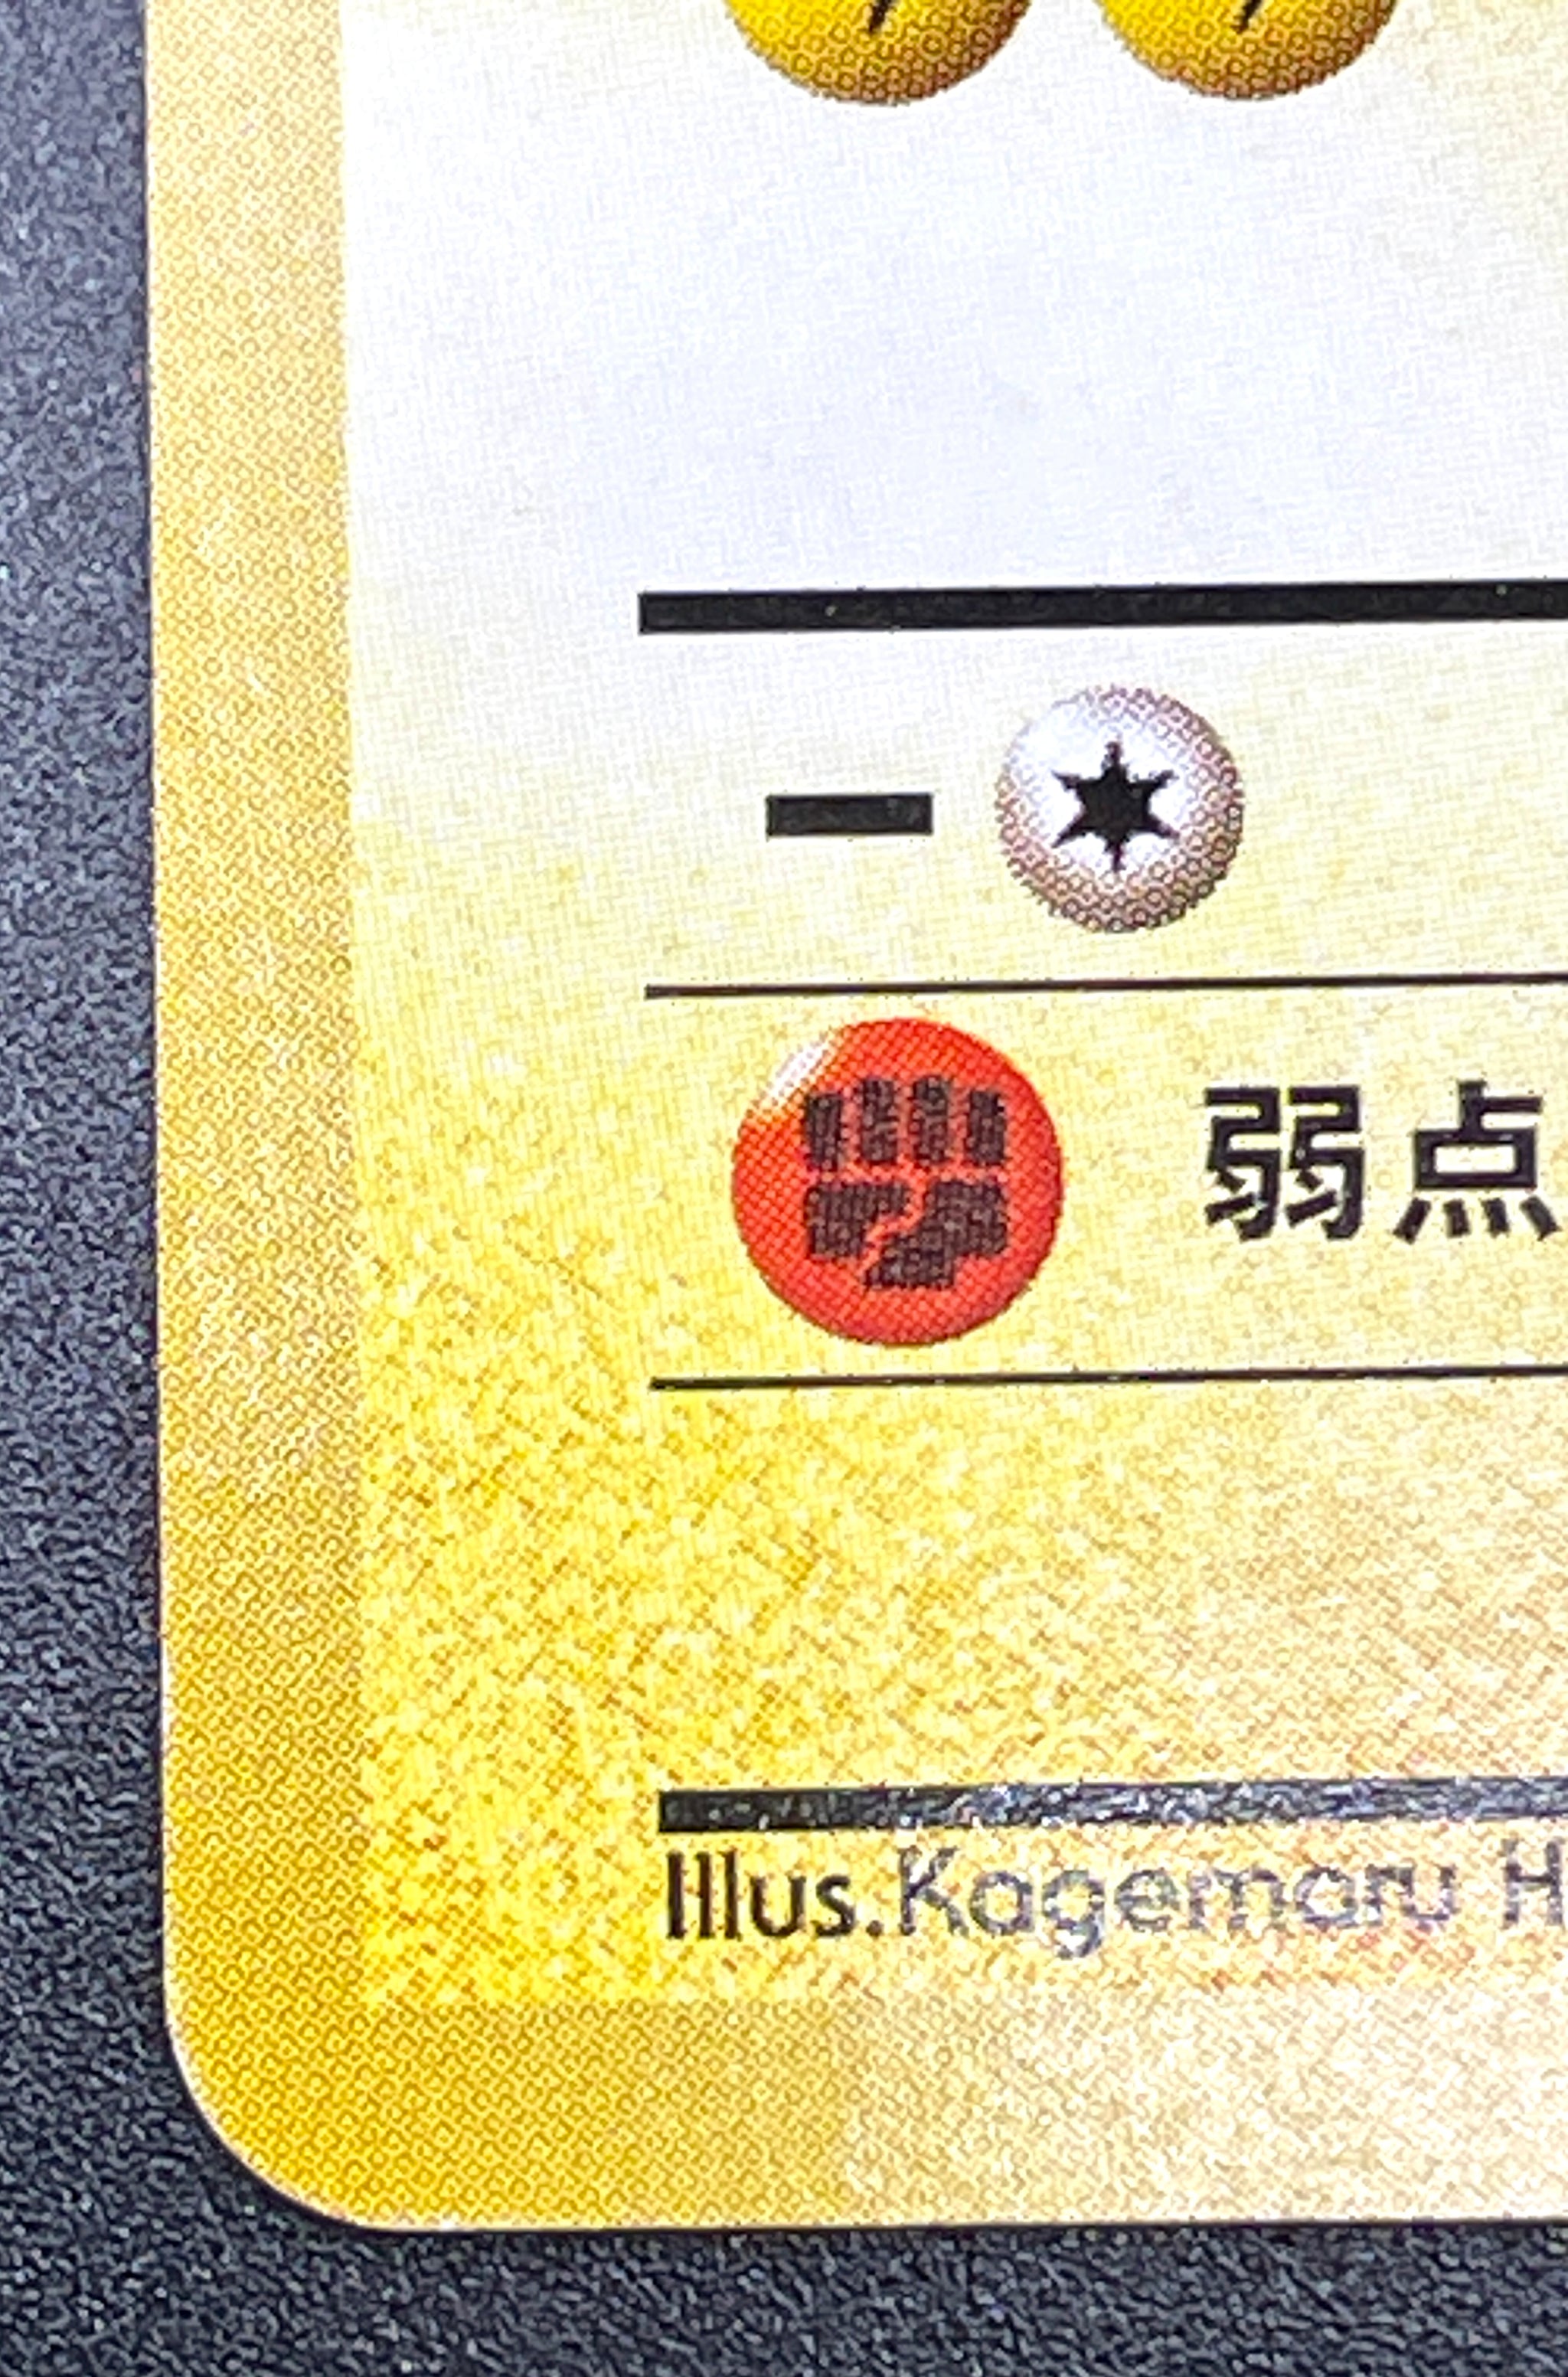 弱点
Illus.Kagemaru H